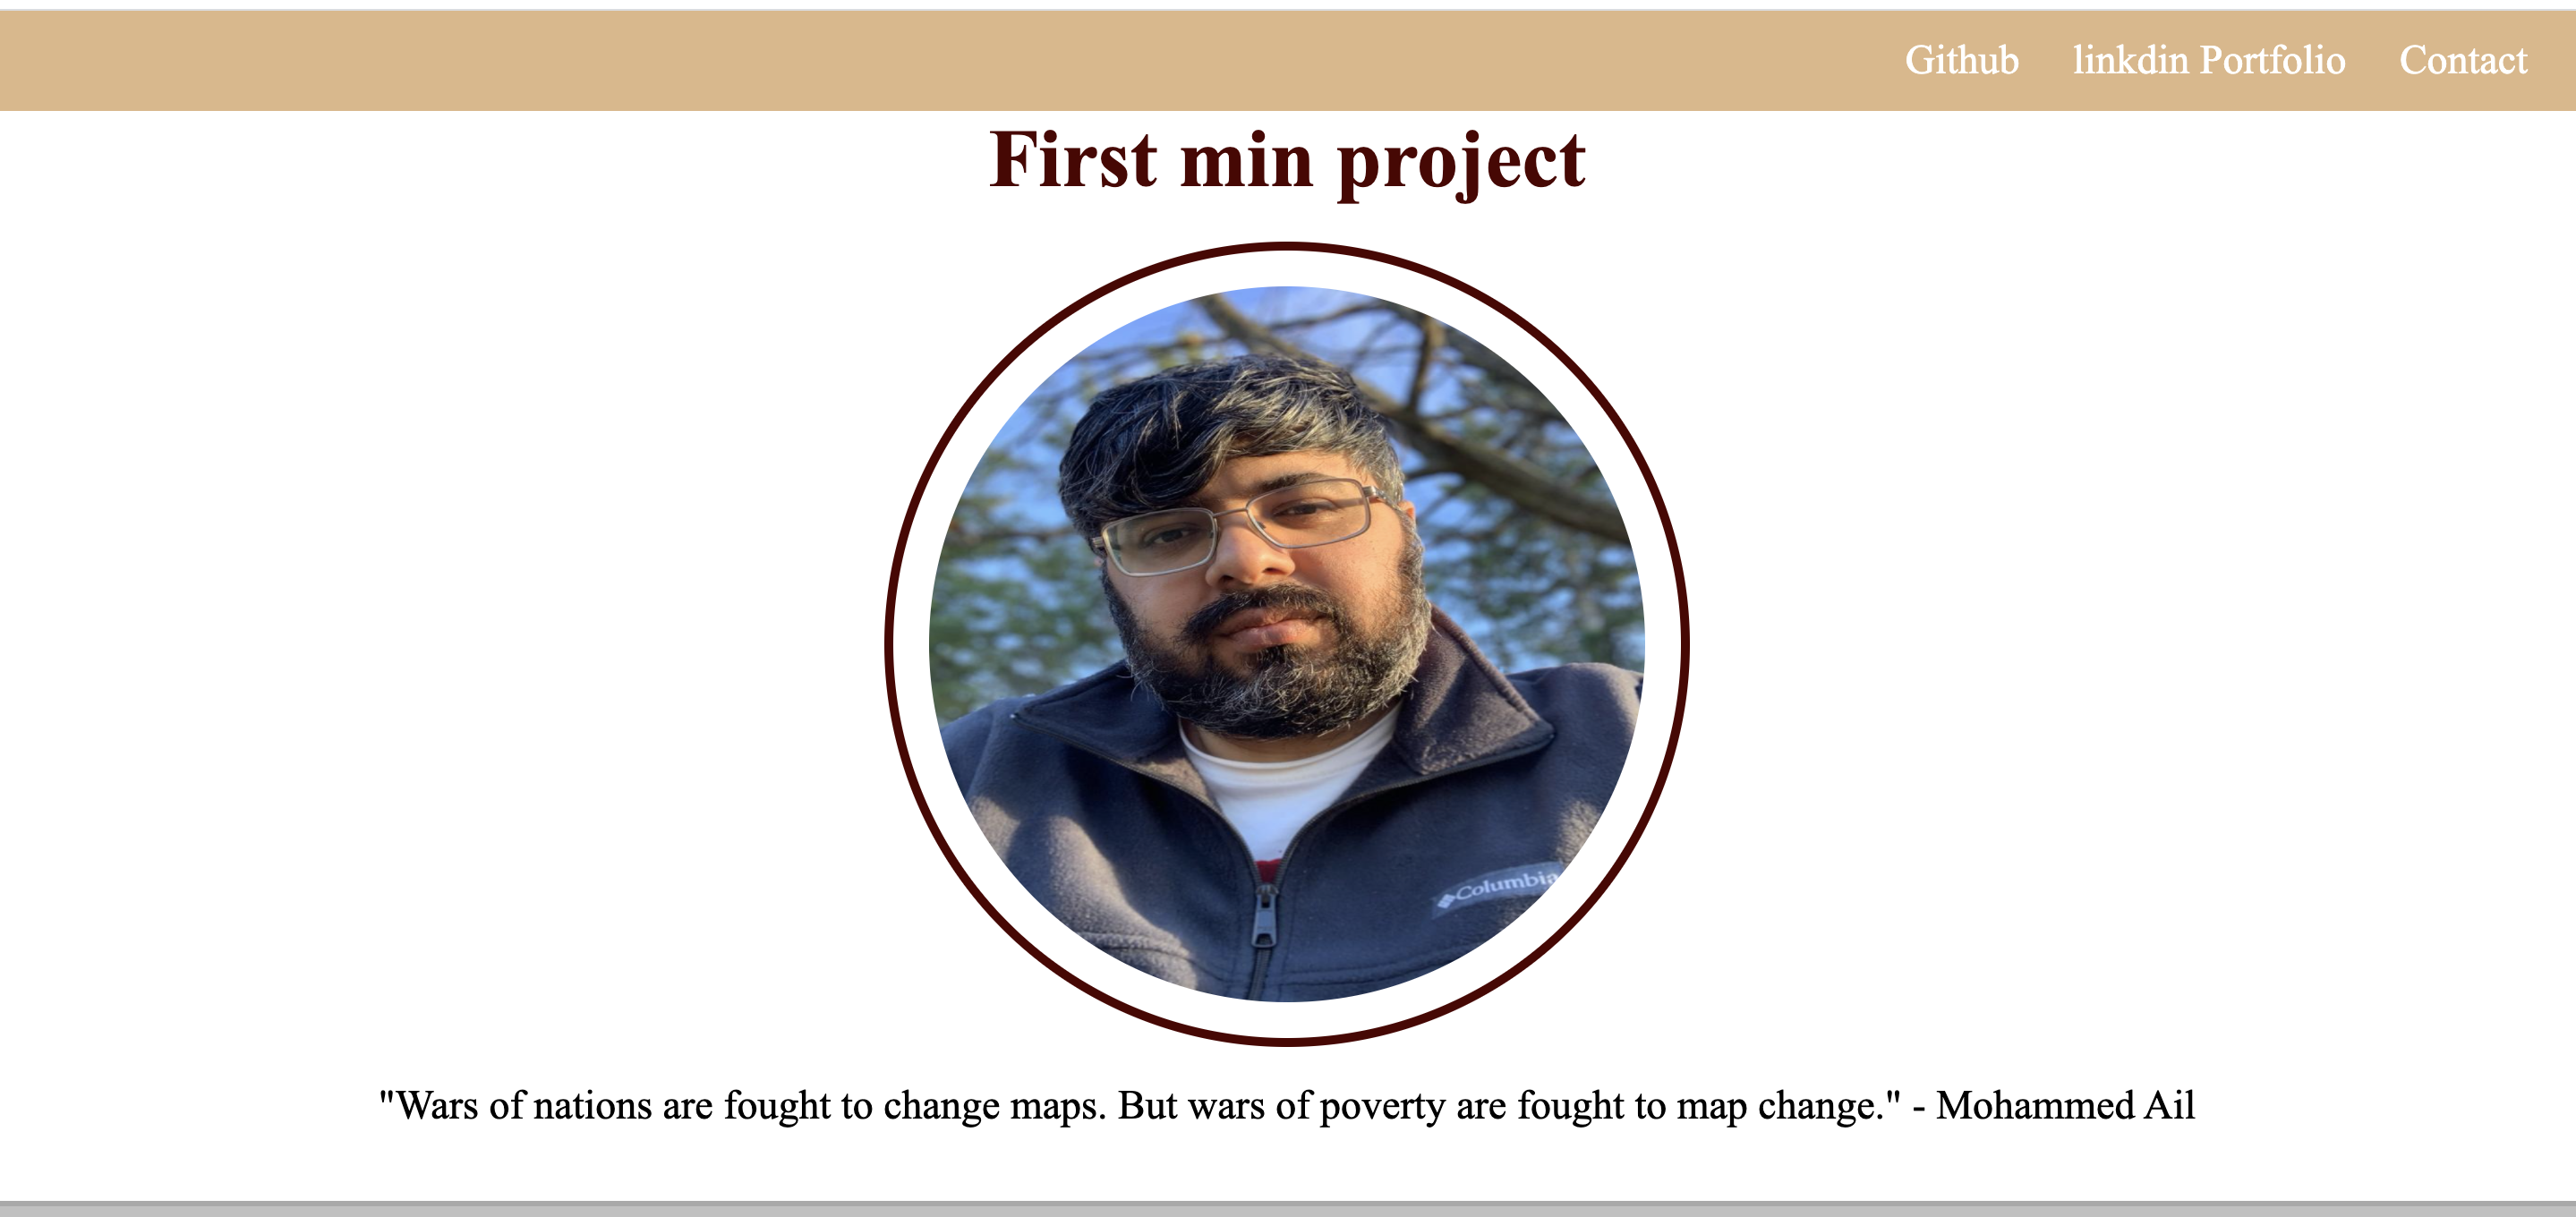 Github linkdin Portfolio Contact
First min project
Columbia
"Wars of nations are fought to change maps. But wars of poverty are fought to map change." - Mohammed Ail